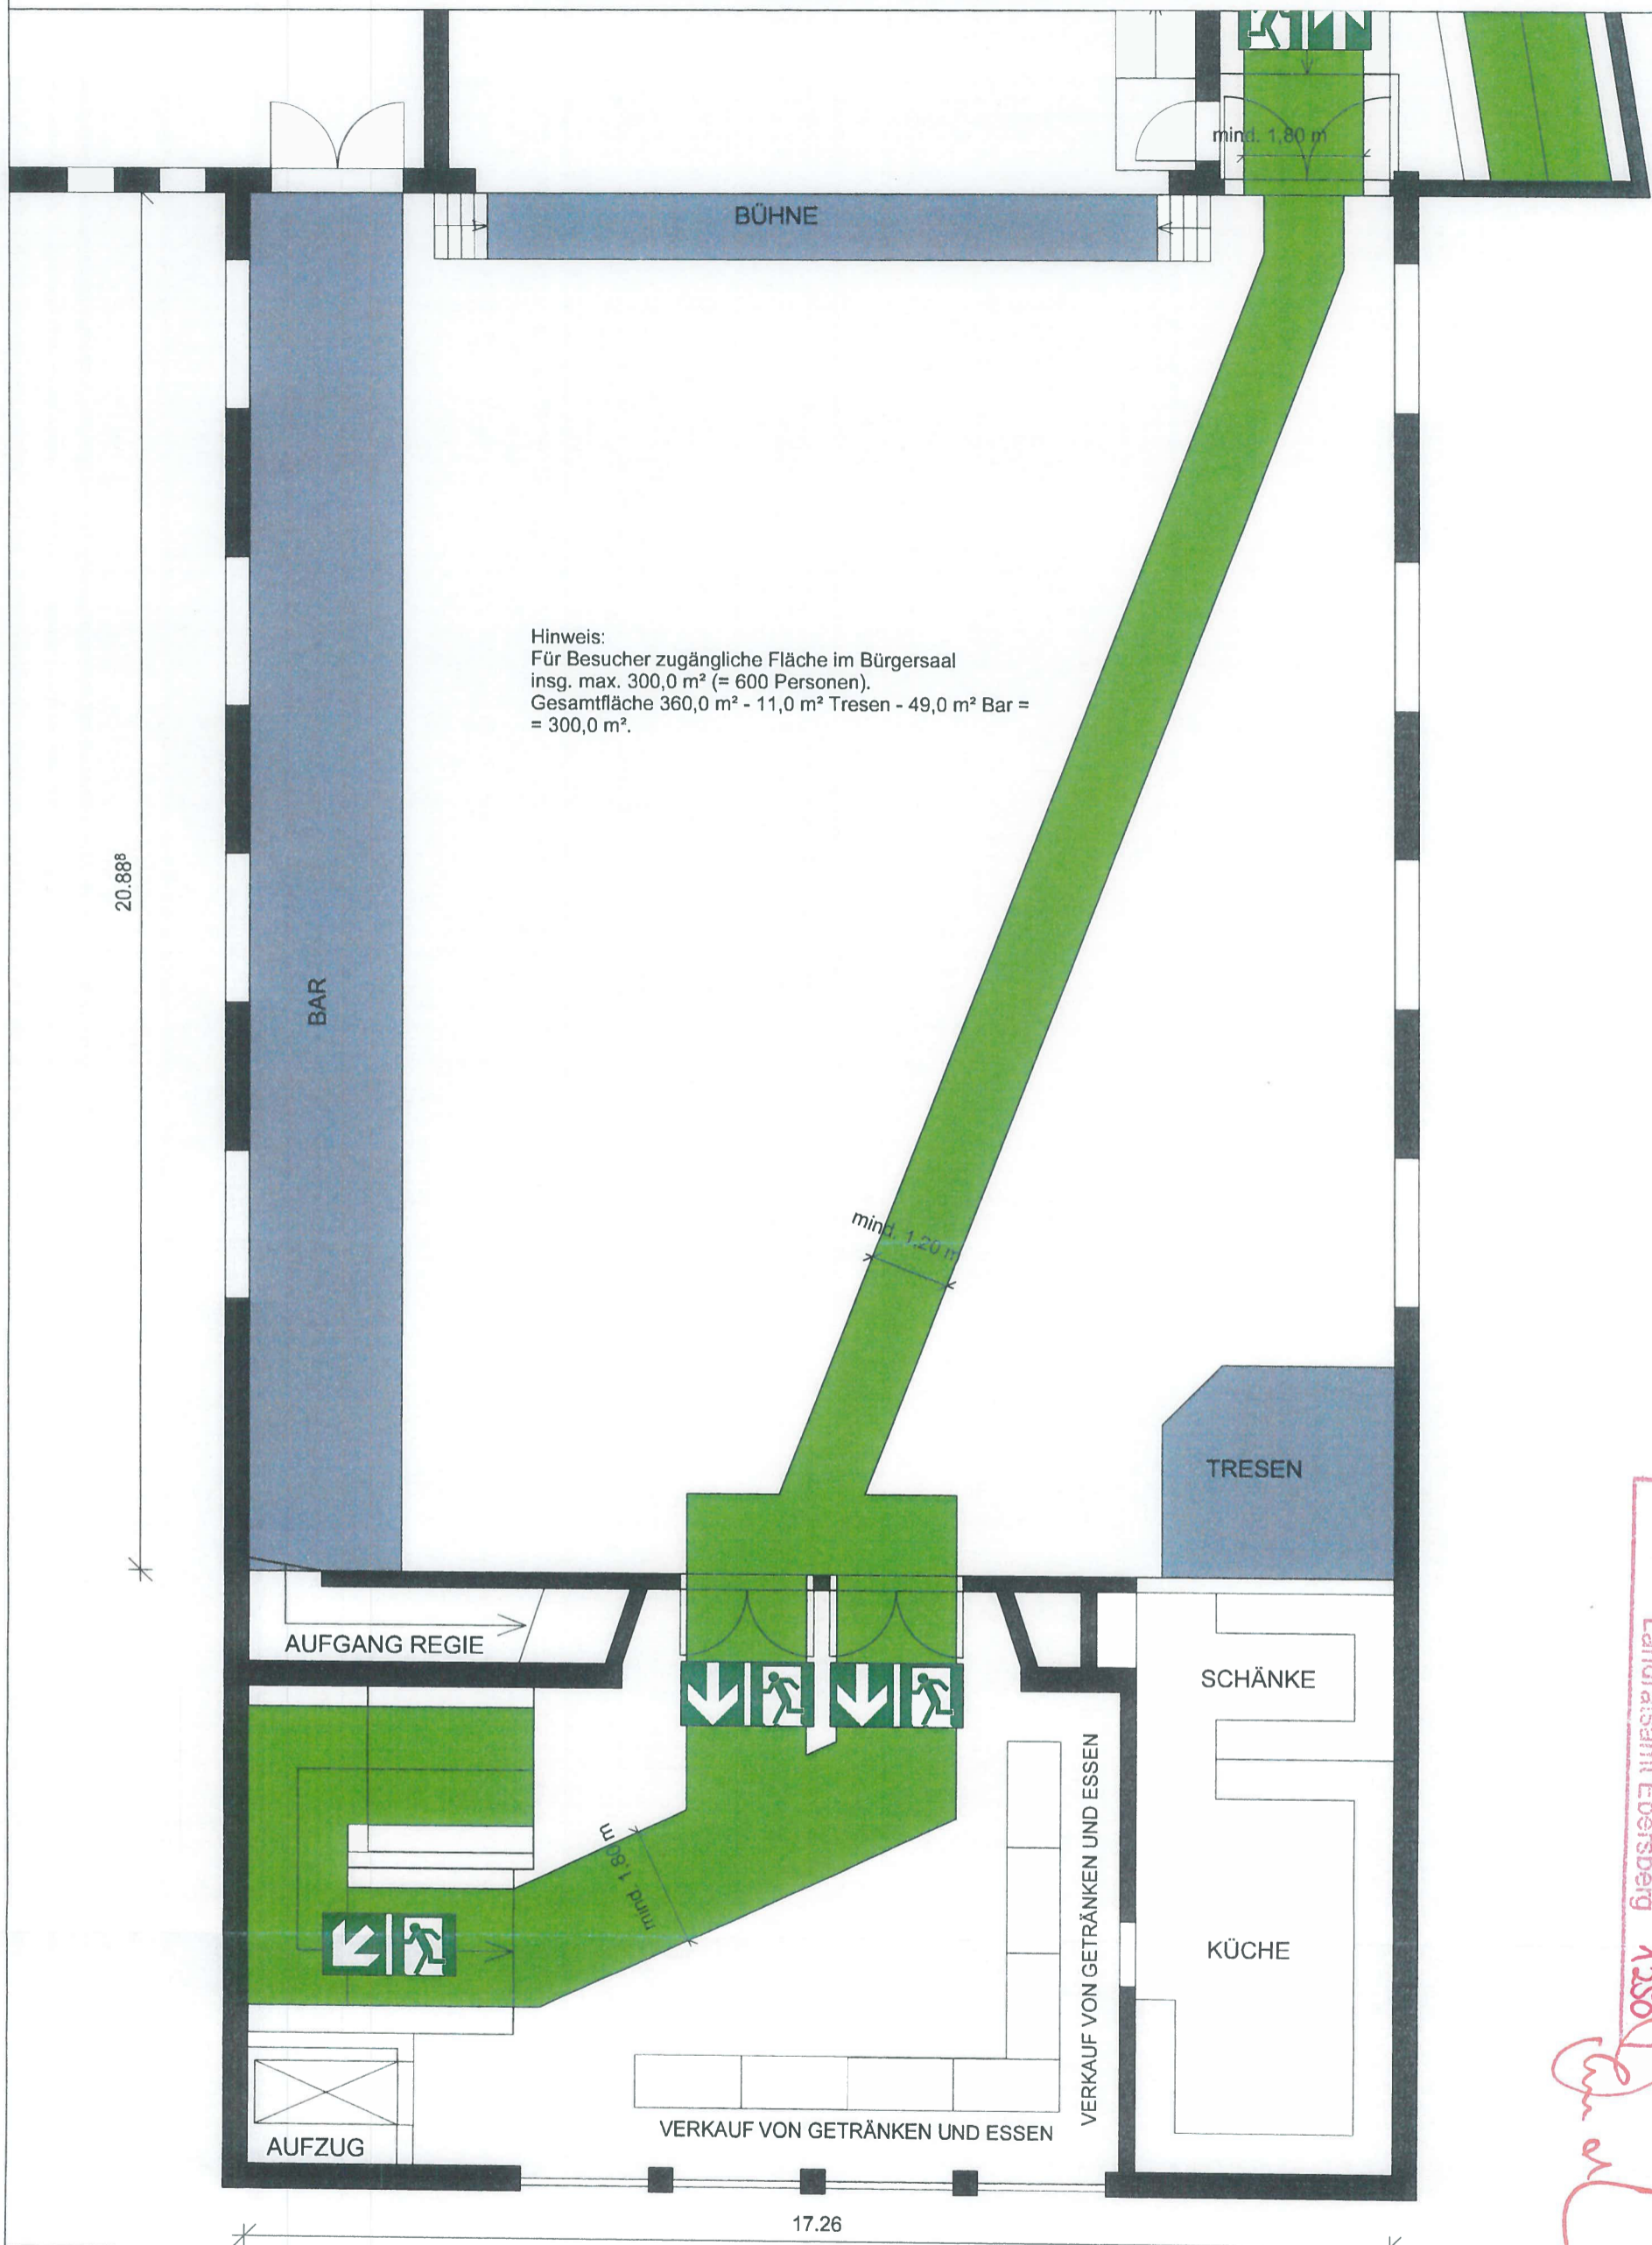 mind. 1,80 m
BÜHNE
Hinweis:
Für Besucher zugängliche Fläche im Bürgersaal
insg. max. 300,0 m² (= 600 Personen).
Gesamtfläche 360,0 m² - 11,0 m² Tresen - 49,0 m² Bar =
= 300,0 m².
20.88⁸
BAR
mind. 1.20 m
TRESEN
AUFGANG REGIE
SCHÄNKE
mind. 1.80 m
VERKAUF VON GETRÄNKEN UND ESSEN
KÜCHE
VERKAUF VON GETRÄNKEN UND ESSEN
AUFZUG
17.26
Landratsamt Ebersberg